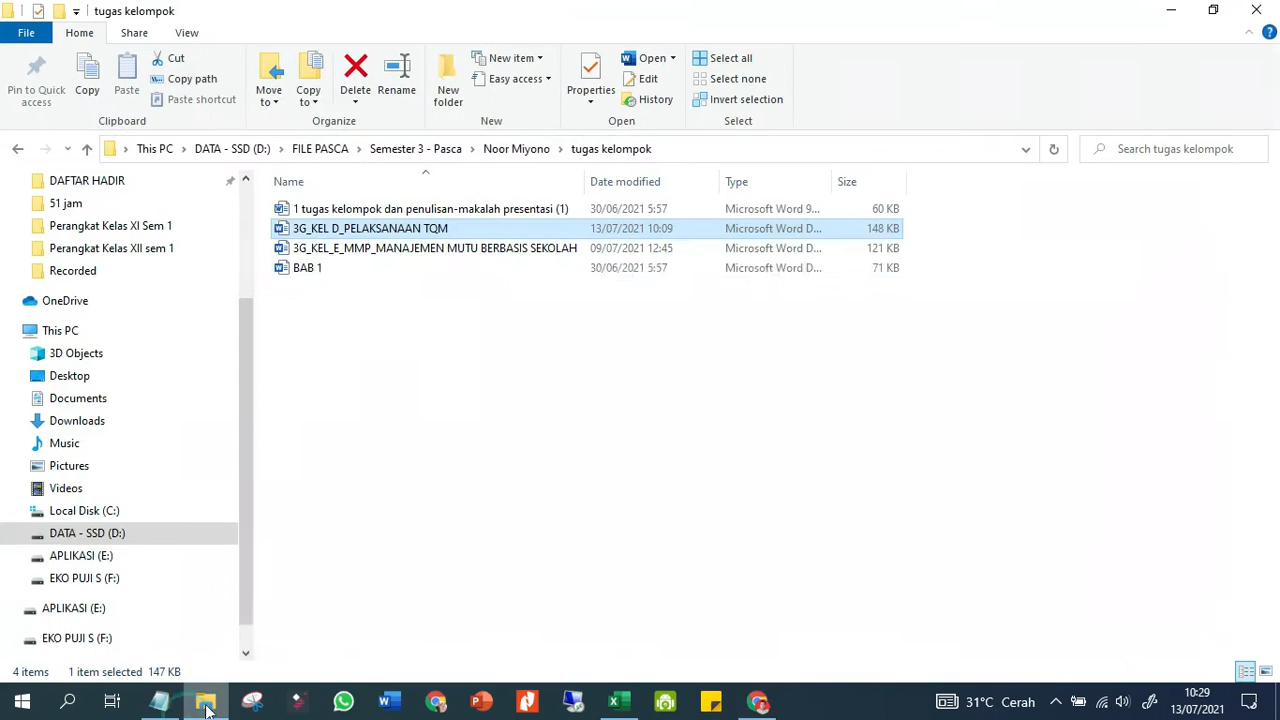 tugas kelompok
File Home Share View
Pin to Quick access
Copy
Paste
Cut
Copy path
Paste shortcut
Clipboard
Move to
Copy to
Delete
Rename
Organize
New folder
New item
Easy access
New
Properties
Open
Edit
History
Open
Select all
Select none
Invert selection
Select
This PC > DATA - SSD (D:) > FILE PASCA > Semester 3 - Pasca > Noor Miyono > tugas kelompok
Search tugas kelompok
DAFTAR HADIR
51 jam
Perangkat Kelas XI Sem 1
Perangkat Kelas XII sem 1
Recorded
OneDrive
This PC
3D Objects
Desktop
Documents
Downloads
Music
Pictures
Videos
Local Disk (C:)
DATA - SSD (D:)
APLIKASI (E:)
EKO PUJI S (F:)
APLIKASI (E:)
EKO PUJI S (F:)
Name Date modified Type Size
1 tugas kelompok dan penulisan-makalah presentasi (1) 30/06/2021 5:57 Microsoft Word 9... 60 KB
3G_KEL D_PELAKSANAAN TQM 13/07/2021 10:09 Microsoft Word D... 148 KB
3G_KEL_E_MMP_MANAJEMEN MUTU BERBASIS SEKOLAH 09/07/2021 12:45 Microsoft Word D... 121 KB
BAB 1 30/06/2021 5:57 Microsoft Word D... 71 KB
4 items 1 item selected 147 KB
31°C Cerah
10:29
13/07/2021